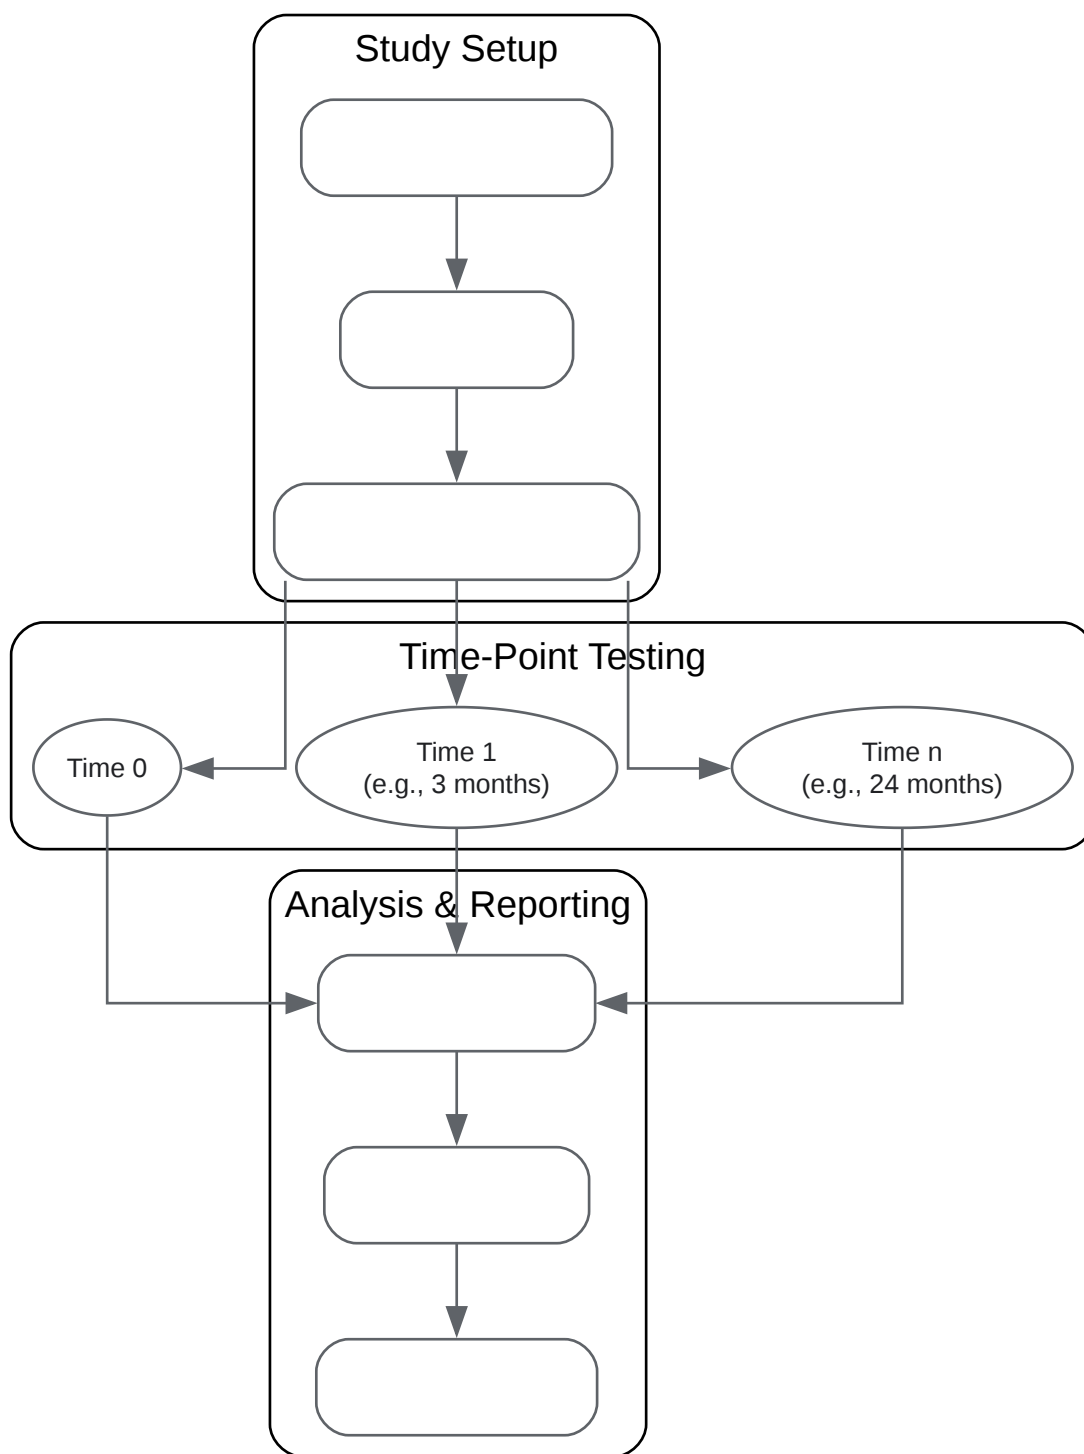 Study Setup
Time-Point Testing
Time 0
Time 1
(e.g., 3 months)
Time n
(e.g., 24 months)
Analysis & Reporting